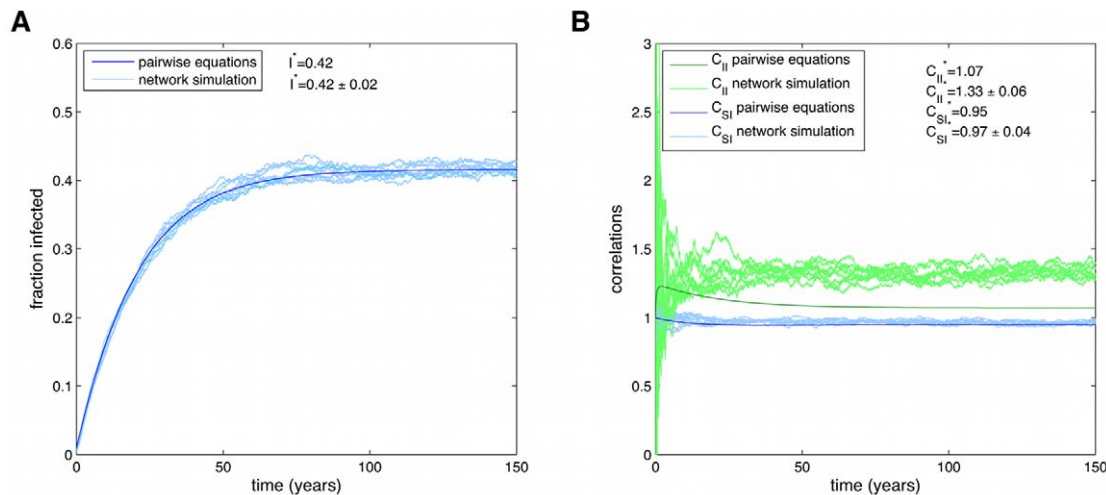 A
0.6
0.5
0.4
0.3
0.2
0.1
0
fraction infected
pairwise equations
network simulation
I*=0.42
I*=0.42 ± 0.02
0
50
100
150
time (years)
B
3
2.5
2
1.5
1
0.5
0
correlations
C_II pairwise equations
C_II network simulation
C_SI pairwise equations
C_SI network simulation
C_II*=1.07
C_II*=1.33 ± 0.06
C_SI*=0.95
C_SI*=0.97 ± 0.04
0
50
100
150
time (years)